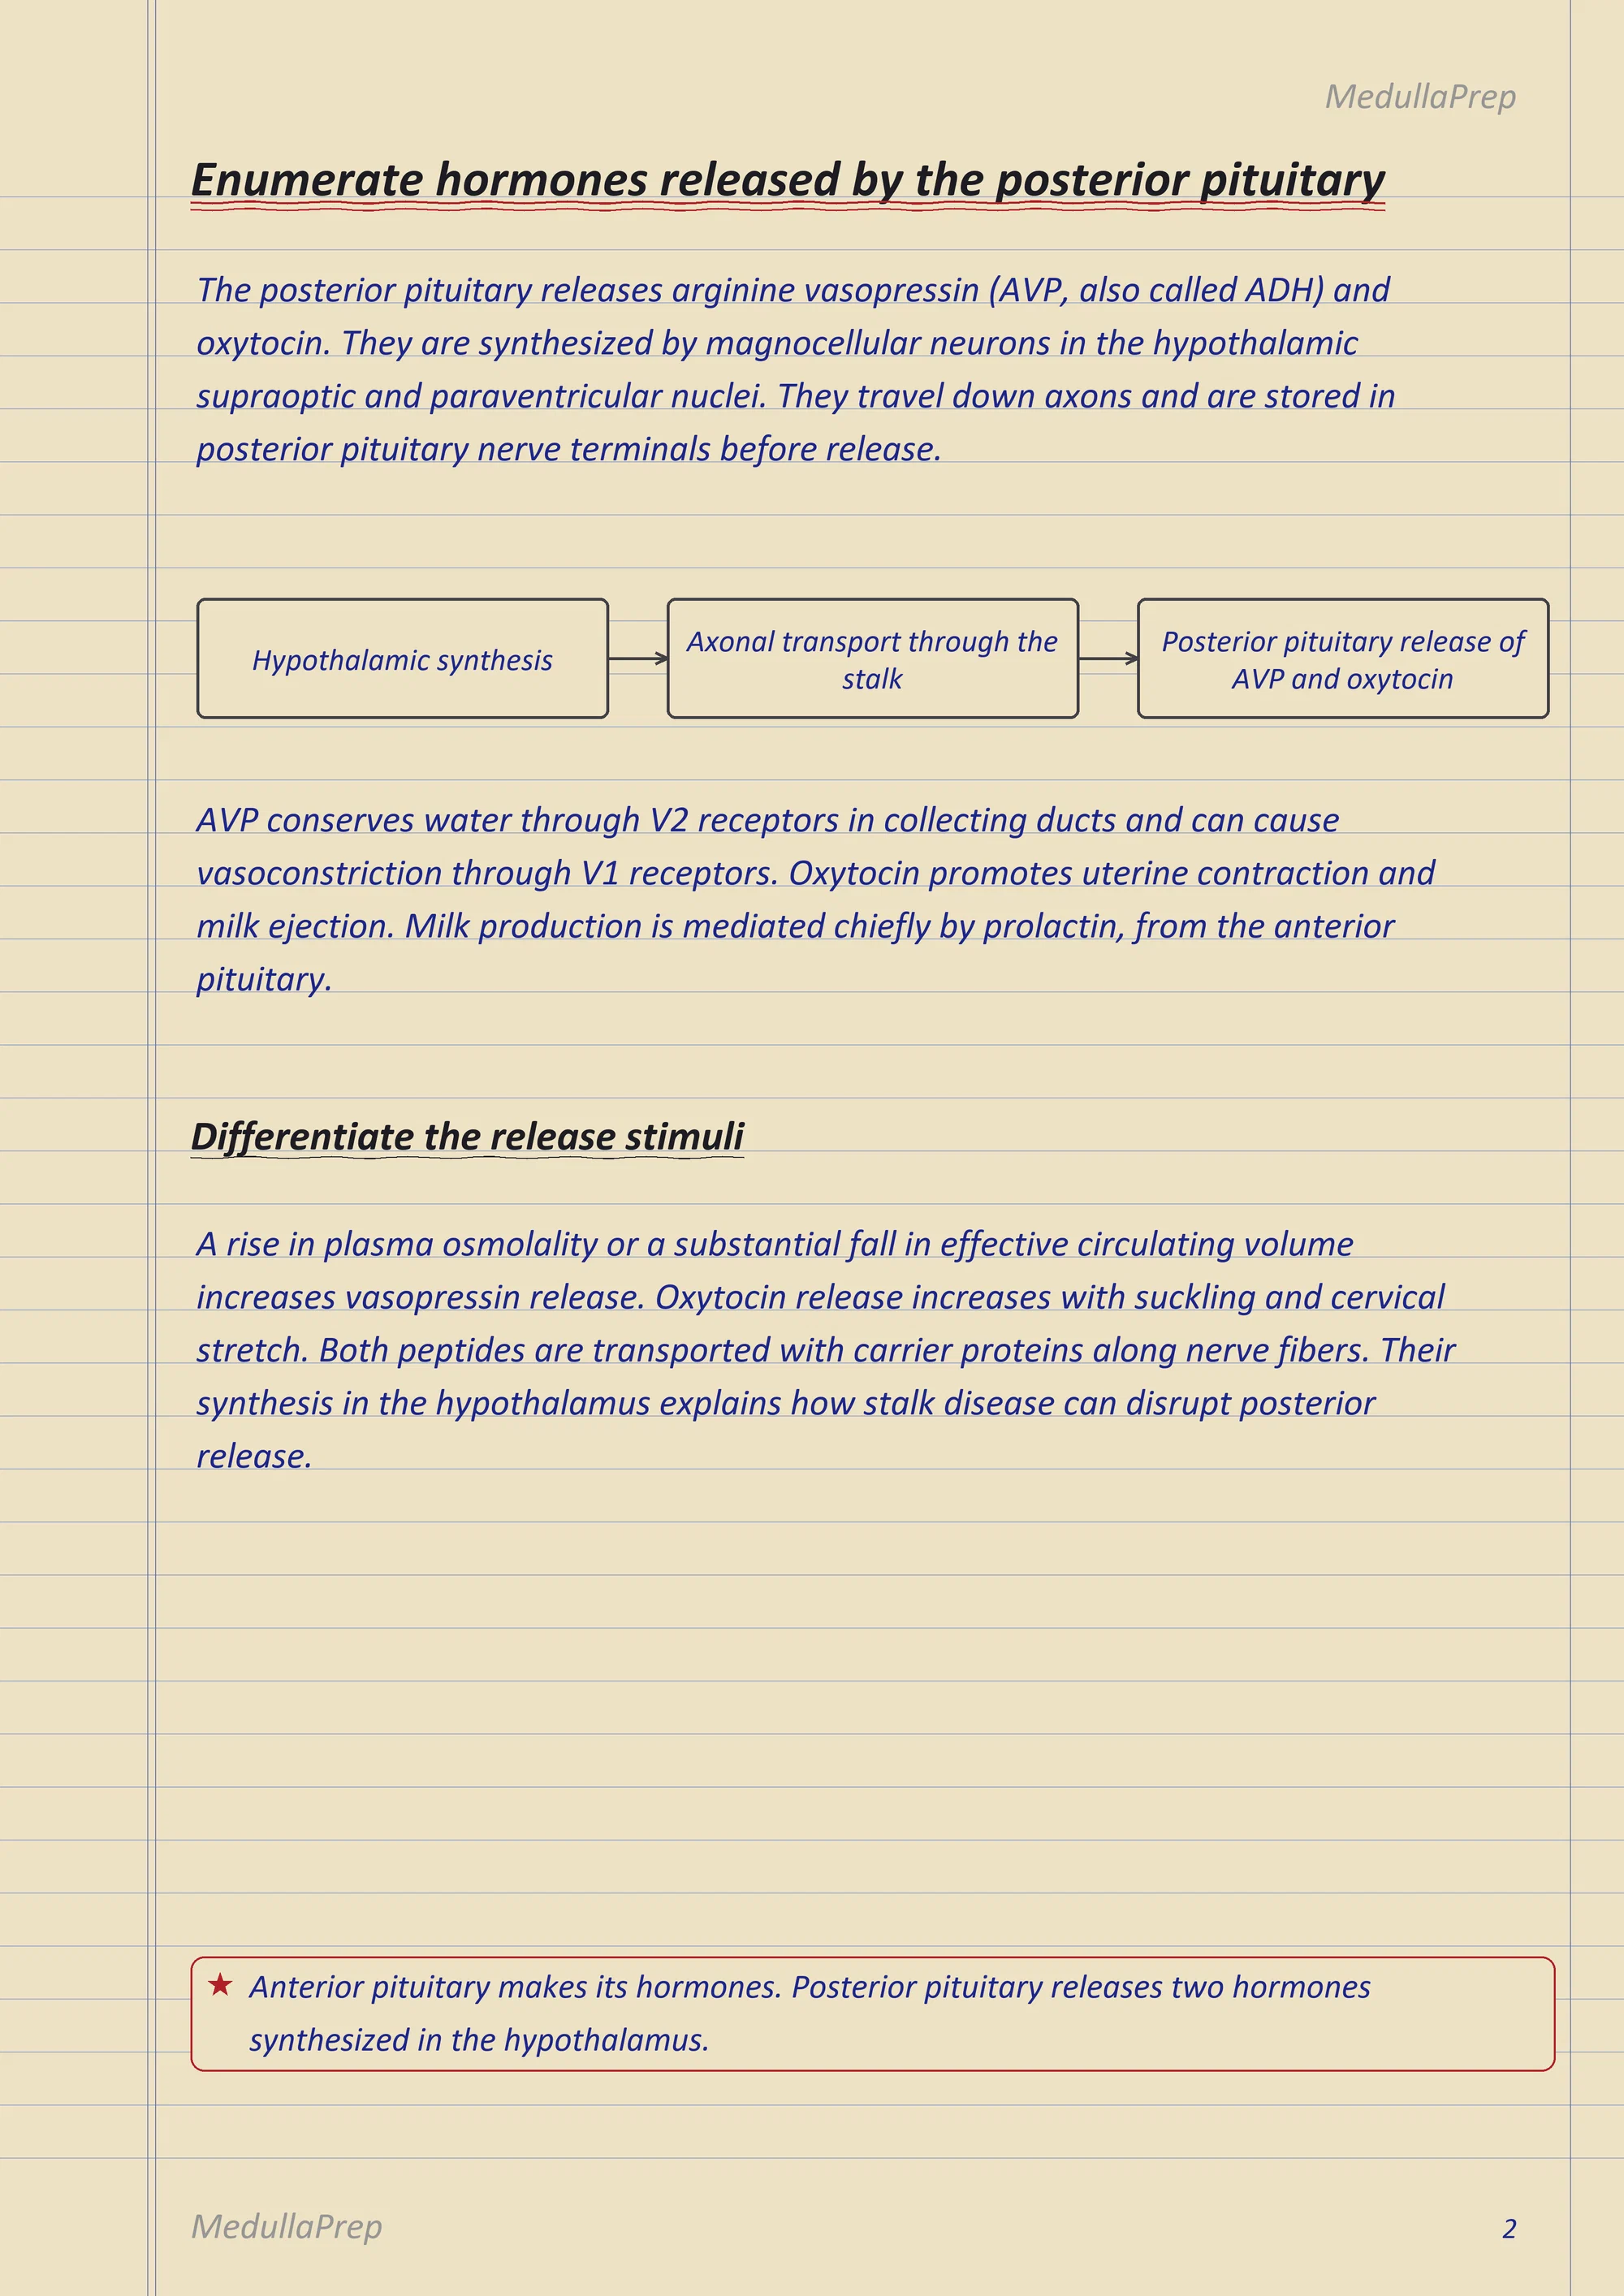 MedullaPrep
Enumerate hormones released by the posterior pituitary
The posterior pituitary releases arginine vasopressin (AVP, also called ADH) and
oxytocin. They are synthesized by magnocellular neurons in the hypothalamic
supraoptic and paraventricular nuclei. They travel down axons and are stored in
posterior pituitary nerve terminals before release.
Hypothalamic synthesis
Axonal transport through the
stalk
Posterior pituitary release of
AVP and oxytocin
AVP conserves water through V2 receptors in collecting ducts and can cause
vasoconstriction through V1 receptors. Oxytocin promotes uterine contraction and
milk ejection. Milk production is mediated chiefly by prolactin, from the anterior
pituitary.
Differentiate the release stimuli
A rise in plasma osmolality or a substantial fall in effective circulating volume
increases vasopressin release. Oxytocin release increases with suckling and cervical
stretch. Both peptides are transported with carrier proteins along nerve fibers. Their
synthesis in the hypothalamus explains how stalk disease can disrupt posterior
release.
★ Anterior pituitary makes its hormones. Posterior pituitary releases two hormones
synthesized in the hypothalamus.
MedullaPrep
2